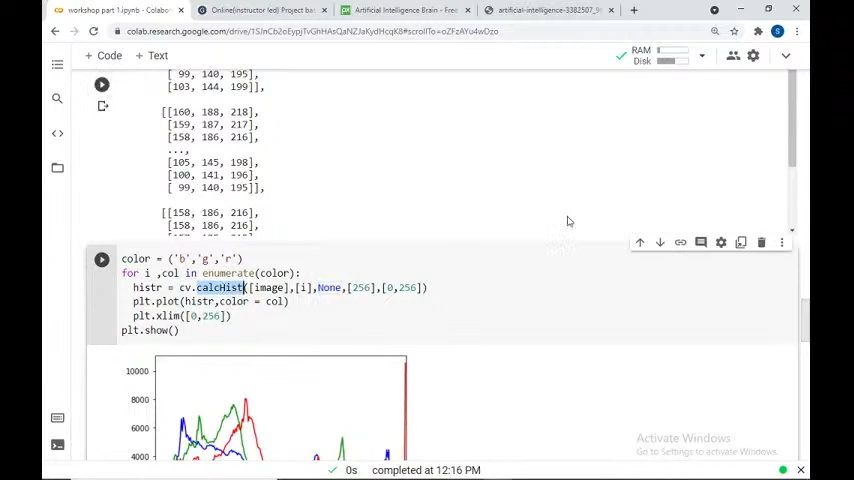 workshop part 1.ipynb - Colabo
Online(instructor led) Project ba
Artificial Intelligence Brain - Free
artificial-intelligence-3382507_9
colab.research.google.com/drive/
+ Code + Text
RAM
Disk
[ 99, 140, 195],
[103, 144, 199]],
[[160, 188, 218],
[159, 187, 217],
[158, 186, 216],
...,
[105, 145, 198],
[100, 141, 196],
[ 99, 140, 195]],
[[158, 186, 216],
[158, 186, 216],
color = ('b','g','r')
for i ,col in enumerate(color):
histr = cv.calcHist([image],[i],None,[256],[0,256])
plt.plot(histr,color = col)
plt.xlim([0,256])
plt.show()
10000
8000
6000
4000
Activate Windows
Go to Settings to activate Windows.
0s completed at 12:16 PM